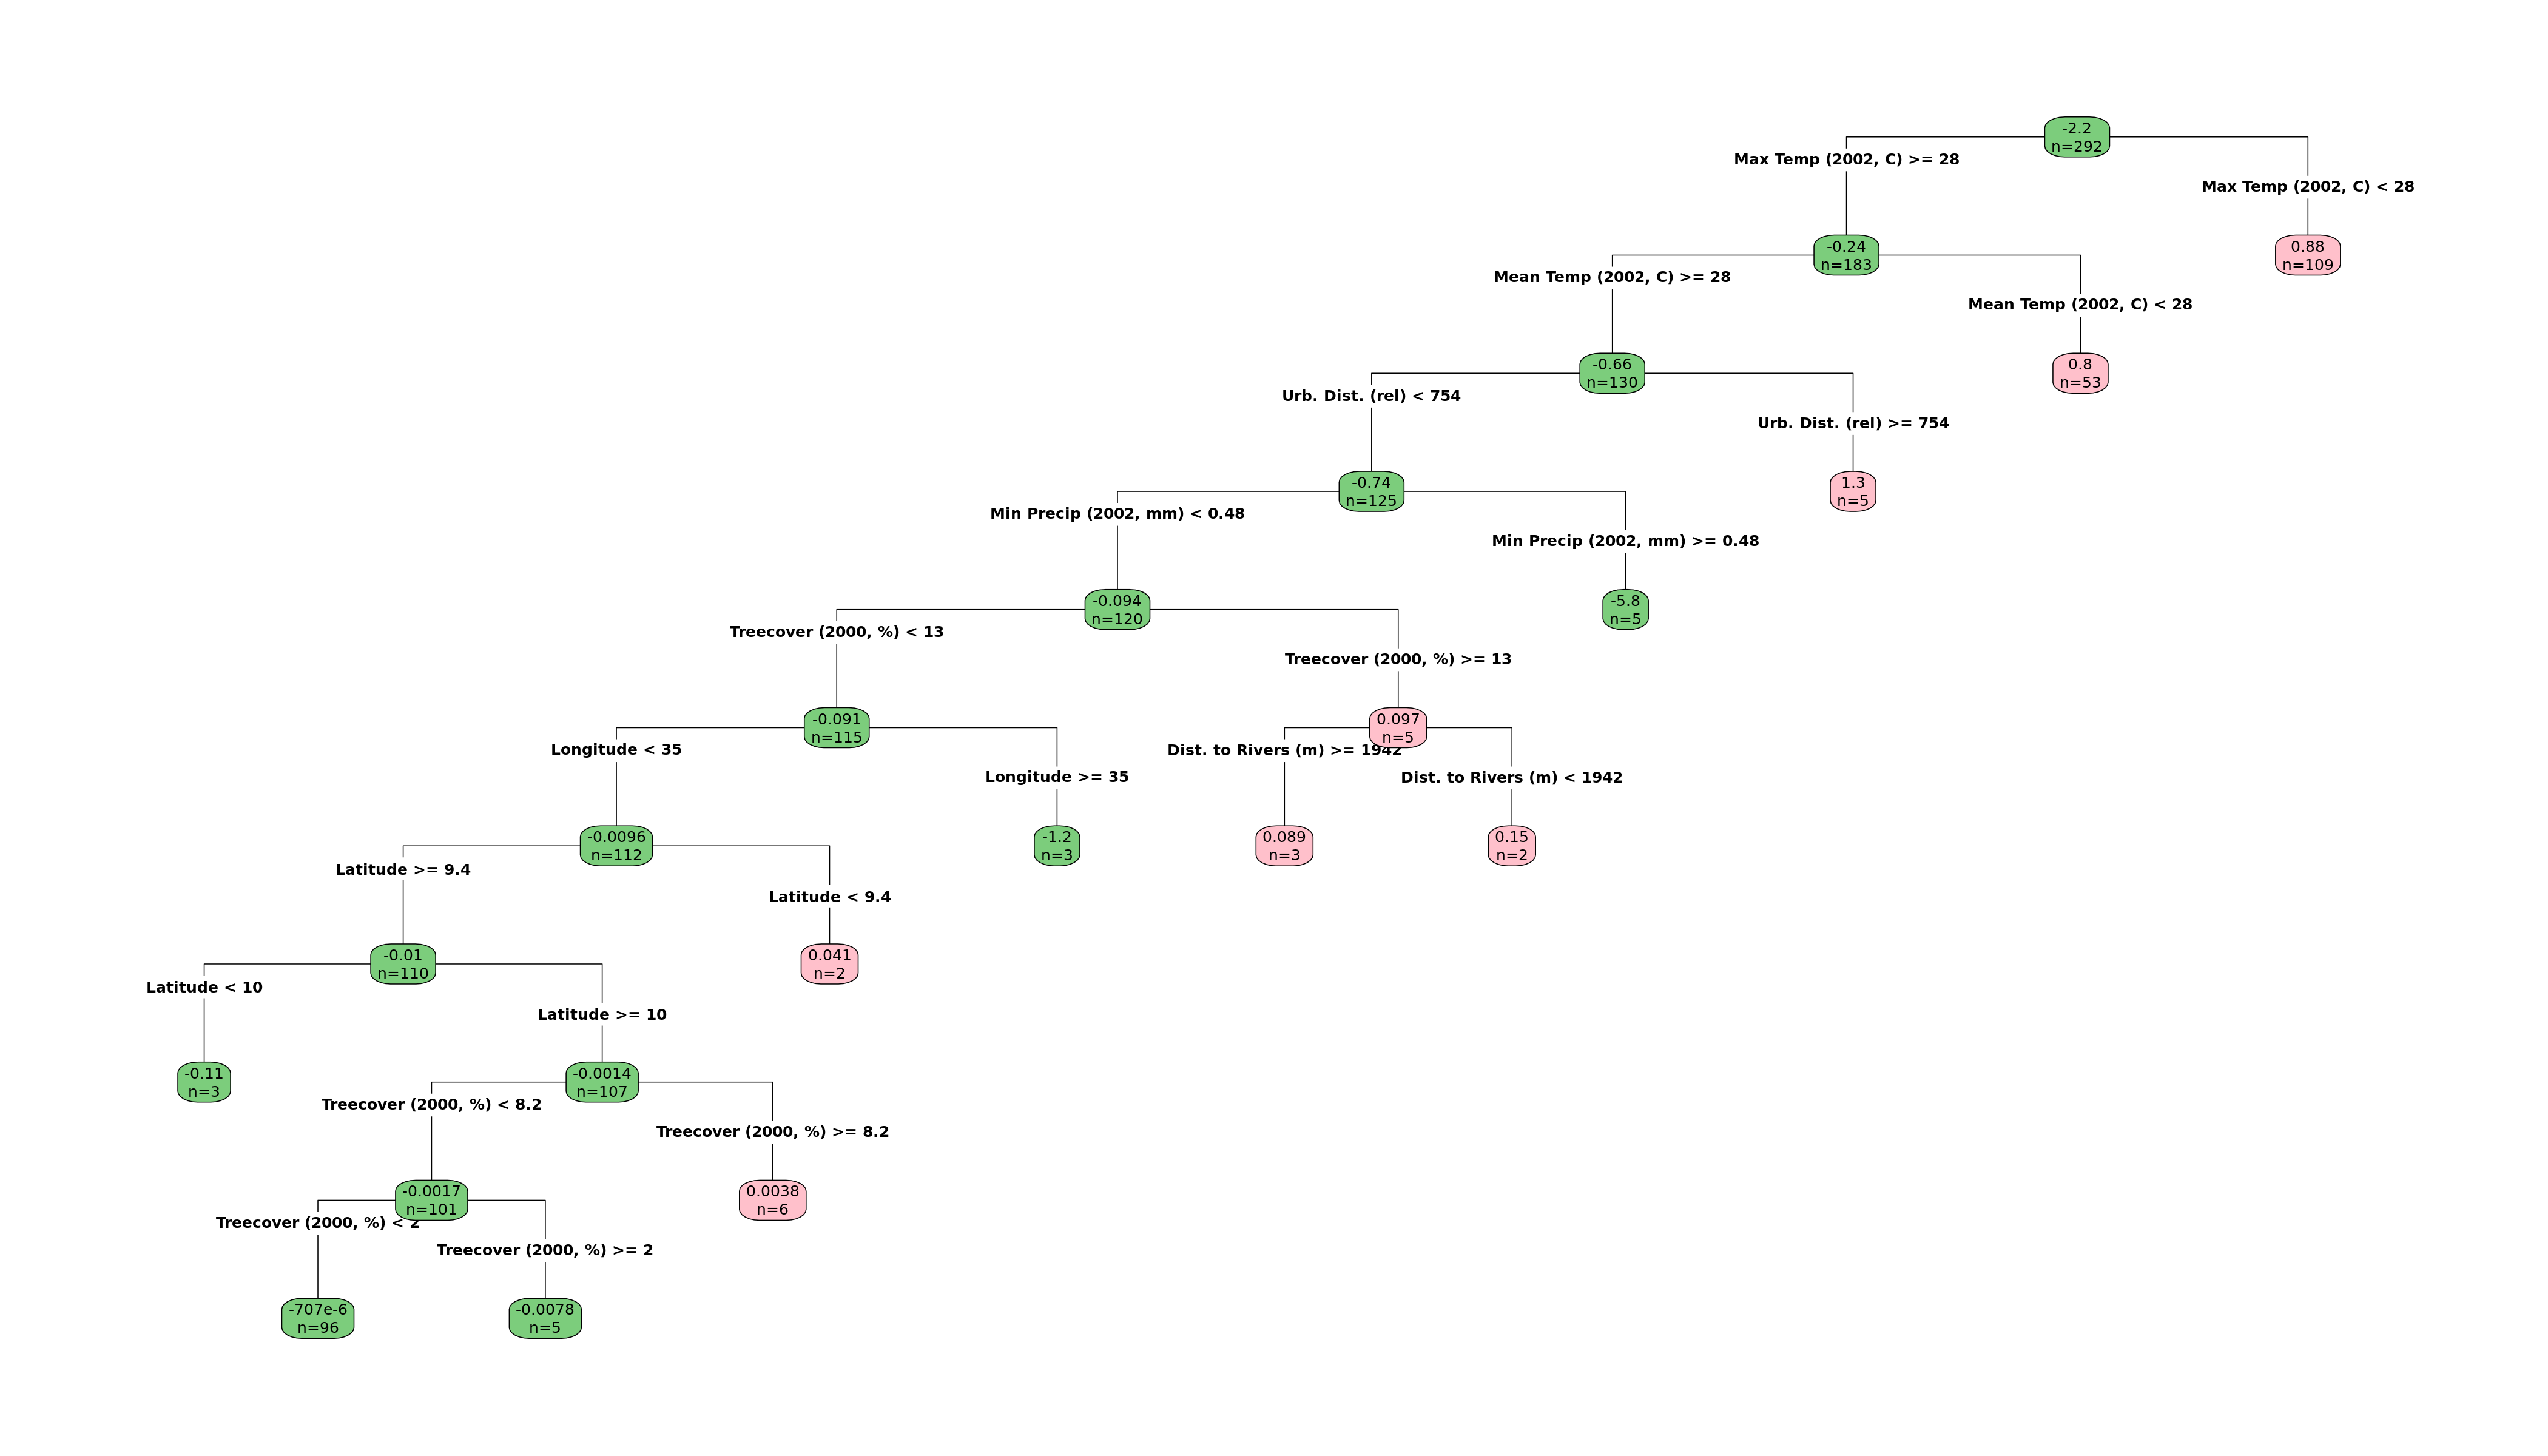 -2.2
n=292
Max Temp (2002, C) >= 28
Max Temp (2002, C) < 28
-0.24
n=183
0.88
n=109
Mean Temp (2002, C) >= 28
Mean Temp (2002, C) < 28
-0.66
n=130
0.8
n=53
Urb. Dist. (rel) < 754
Urb. Dist. (rel) >= 754
-0.74
n=125
1.3
n=5
Min Precip (2002, mm) < 0.48
Min Precip (2002, mm) >= 0.48
-0.094
n=120
-5.8
n=5
Treecover (2000, %) < 13
Treecover (2000, %) >= 13
-0.091
n=115
0.097
n=5
Longitude < 35
Dist. to Rivers (m) >= 1942
Longitude >= 35
Dist. to Rivers (m) < 1942
-0.0096
n=112
-1.2
n=3
0.089
n=3
0.15
n=2
Latitude >= 9.4
Latitude < 9.4
-0.01
n=110
0.041
n=2
Latitude < 10
Latitude >= 10
-0.11
n=3
-0.0014
n=107
Treecover (2000, %) < 8.2
Treecover (2000, %) >= 8.2
-0.0017
n=101
0.0038
n=6
Treecover (2000, %) < 2
Treecover (2000, %) >= 2
-707e-6
n=96
-0.0078
n=5